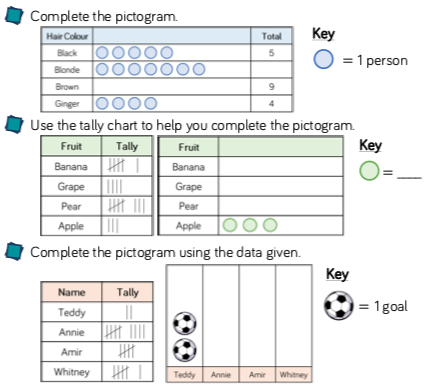 Complete the pictogram.
Hair Colour Total
Black 5
Blonde
Brown 9
Ginger 4
Key
= 1 person
Use the tally chart to help you complete the pictogram.
Fruit Tally
Banana
Grape
Pear
Apple
Fruit
Banana
Grape
Pear
Apple
Key
= ___
Complete the pictogram using the data given.
Name Tally
Teddy
Annie
Amir
Whitney
Teddy Annie Amir Whitney
Key
= 1 goal